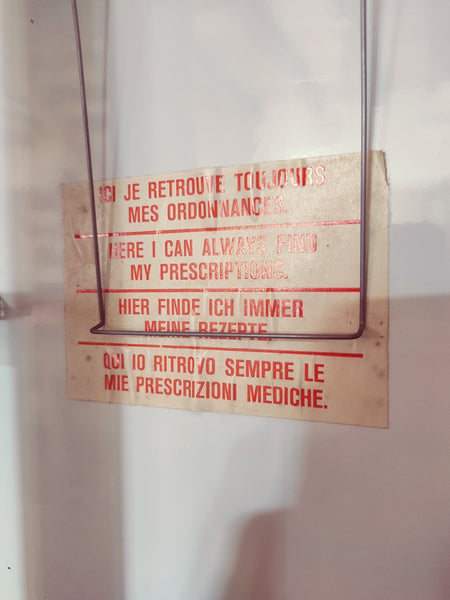 ICI JE RETROUVE TOUJOURS
MES ORDONNANCES.
HERE I CAN ALWAYS FIND
MY PRESCRIPTIONS.
HIER FINDE ICH IMMER
MEINE REZEPTE.
QUI IO RITROVO SEMPRE LE
MIE PRESCRIZIONI MEDICHE.